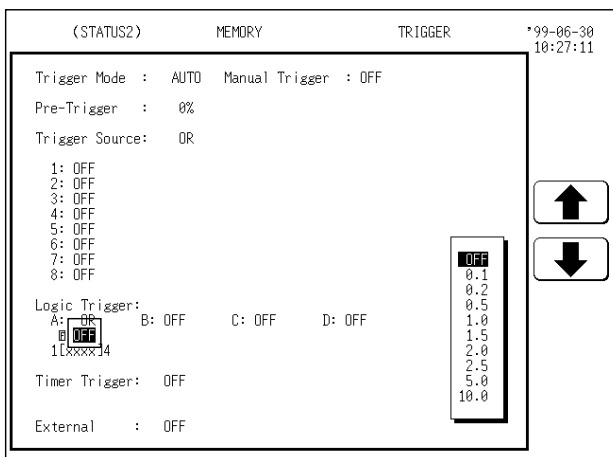 (STATUS2) MEMORY TRIGGER '99-06-30
10:27:11
Trigger Mode : AUTO Manual Trigger : OFF
Pre-Trigger : 0%
Trigger Source: OR
1: OFF
2: OFF
3: OFF
4: OFF
5: OFF
6: OFF
7: OFF
8: OFF
Logic Trigger:
A: OR B: OFF C: OFF D: OFF
F OFF
1[xxxx]4
Timer Trigger: OFF
External : OFF
OFF
0.1
0.2
0.5
1.0
1.5
2.0
2.5
5.0
10.0